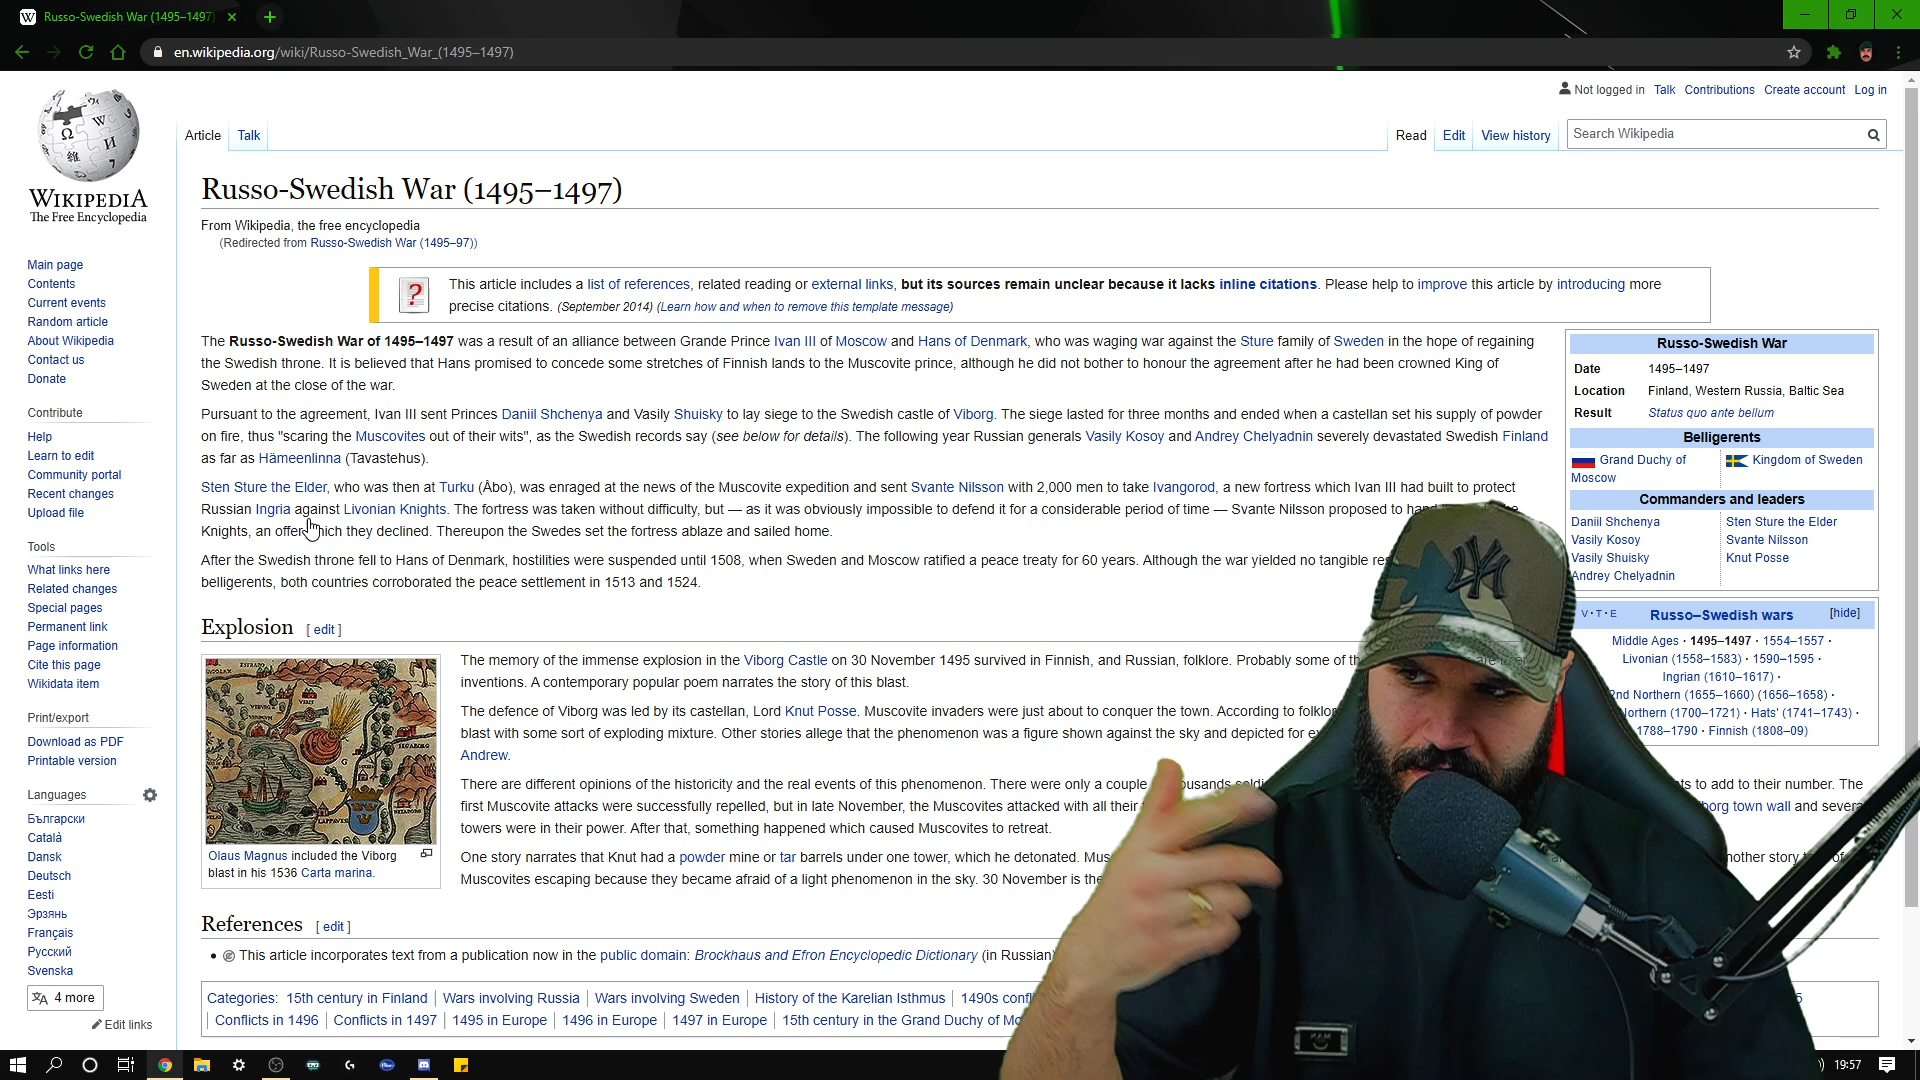 Russo-Swedish War (1495–1497)
en.wikipedia.org/wiki/Russo-Swedish_War_(1495–1497)
Not logged in Talk Contributions Create account Log in
Article Talk Read Edit View history Search Wikipedia
WIKIPEDIA
The Free Encyclopedia
Main page
Contents
Current events
Random article
About Wikipedia
Contact us
Donate
Contribute
Help
Learn to edit
Community portal
Recent changes
Upload file
Tools
What links here
Related changes
Special pages
Permanent link
Page information
Cite this page
Wikidata item
Print/export
Download as PDF
Printable version
Languages
Български
Català
Dansk
Deutsch
Eesti
Эрзянь
Français
Русский
Svenska
4 more
Edit links
Russo-Swedish War (1495–1497)
From Wikipedia, the free encyclopedia
(Redirected from Russo-Swedish War (1495–97))
This article includes a list of references, related reading or external links, but its sources remain unclear because it lacks inline citations. Please help to improve this article by introducing more
precise citations. (September 2014) (Learn how and when to remove this template message)
The Russo-Swedish War of 1495–1497 was a result of an alliance between Grande Prince Ivan III of Moscow and Hans of Denmark, who was waging war against the Sture family of Sweden in the hope of regaining
the Swedish throne. It is believed that Hans promised to concede some stretches of Finnish lands to the Muscovite prince, although he did not bother to honour the agreement after he had been crowned King of
Sweden at the close of the war.
Pursuant to the agreement, Ivan III sent Princes Daniil Shchenya and Vasily Shuisky to lay siege to the Swedish castle of Viborg. The siege lasted for three months and ended when a castellan set his supply of powder
on fire, thus "scaring the Muscovites out of their wits", as the Swedish records say (see below for details). The following year Russian generals Vasily Kosoy and Andrey Chelyadnin severely devastated Swedish Finland
as far as Hämeenlinna (Tavastehus).
Sten Sture the Elder, who was then at Turku (Åbo), was enraged at the news of the Muscovite expedition and sent Svante Nilsson with 2,000 men to take Ivangorod, a new fortress which Ivan III had built to protect
Russian Ingria against Livonian Knights. The fortress was taken without difficulty, but — as it was obviously impossible to defend it for a considerable period of time — Svante Nilsson proposed to
Knights, an offer which they declined. Thereupon the Swedes set the fortress ablaze and sailed home.
After the Swedish throne fell to Hans of Denmark, hostilities were suspended until 1508, when Sweden and Moscow ratified a peace treaty for 60 years. Although the war yielded no tangible
belligerents, both countries corroborated the peace settlement in 1513 and 1524.
Explosion [ edit ]
The memory of the immense explosion in the Viborg Castle on 30 November 1495 survived in Finnish, and Russian, folklore. Probably some of
inventions. A contemporary popular poem narrates the story of this blast.
The defence of Viborg was led by its castellan, Lord Knut Posse. Muscovite invaders were just about to conquer the town. According to
blast with some sort of exploding mixture. Other stories allege that the phenomenon was a figure shown against the sky and depicted for
Andrew.
There are different opinions of the historicity and the real events of this phenomenon. There were only a couple ts to add to their number. The
first Muscovite attacks were successfully repelled, but in late November, the Muscovites attacked with all their town wall and several
towers were in their power. After that, something happened which caused Muscovites to retreat.
One story narrates that Knut had a powder mine or tar barrels under one tower, which he detonated. story
Muscovites escaping because they became afraid of a light phenomenon in the sky. 30 November is the
Olaus Magnus included the Viborg
blast in his 1536 Carta marina.
References [ edit ]
This article incorporates text from a publication now in the public domain: Brockhaus and Efron Encyclopedic Dictionary (in Russian)
Categories: 15th century in Finland | Wars involving Russia | Wars involving Sweden | History of the Karelian Isthmus | 1490s
Conflicts in 1496 | Conflicts in 1497 | 1495 in Europe | 1496 in Europe | 1497 in Europe | 15th century in the Grand Duchy of
Russo-Swedish War
Date 1495–1497
Location Finland, Western Russia, Baltic Sea
Result Status quo ante bellum
Belligerents
Grand Duchy of Moscow
Kingdom of Sweden
Commanders and leaders
Daniil Shchenya
Vasily Kosoy
Vasily Shuisky
Andrey Chelyadnin
Sten Sture the Elder
Svante Nilsson
Knut Posse
V·T·E Russo–Swedish wars [hide]
Middle Ages · 1495–1497 · 1554–1557 ·
Livonian (1558–1583) · 1590–1595 ·
Ingrian (1610–1617) ·
2nd Northern (1655–1660) (1656–1658) ·
Northern (1700–1721) · Hats' (1741–1743) ·
1788–1790 · Finnish (1808–09)
NY
19:57